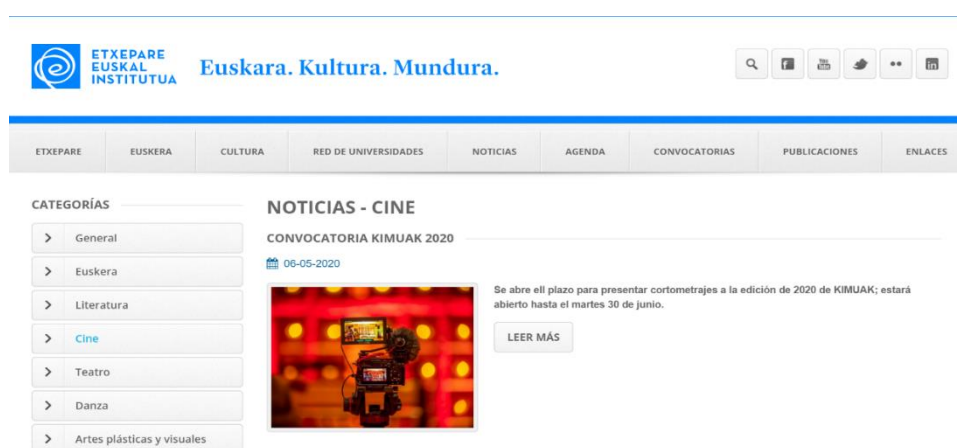 ETXEPARE
EUSKAL
INSTITUTUA
Euskara. Kultura. Mundura.
ETXEPARE EUSKERA CULTURA RED DE UNIVERSIDADES NOTICIAS AGENDA CONVOCATORIAS PUBLICACIONES ENLACES
CATEGORÍAS
General
Euskera
Literatura
Cine
Teatro
Danza
Artes plásticas y visuales
NOTICIAS - CINE
CONVOCATORIA KIMUAK 2020
06-05-2020
Se abre ell plazo para presentar cortometrajes a la edición de 2020 de KIMUAK; estará
abierto hasta el martes 30 de junio.
LEER MÁS